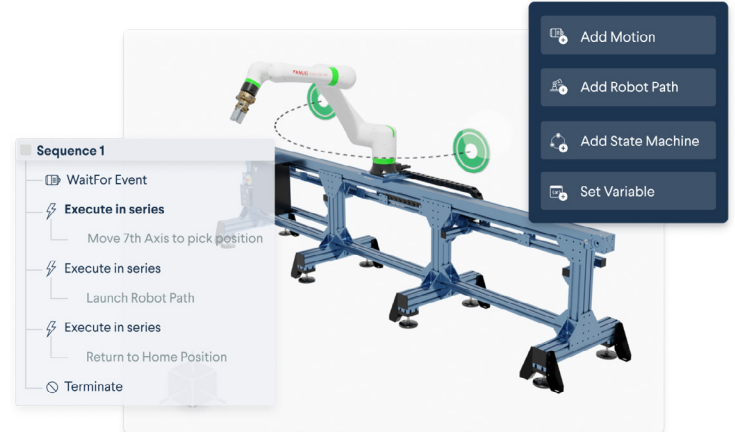 Sequence 1
WaitFor Event
Execute in series
Move 7th Axis to pick position
Execute in series
Launch Robot Path
Execute in series
Return to Home Position
Terminate
FANUC
Add Motion
Add Robot Path
Add State Machine
Set Variable